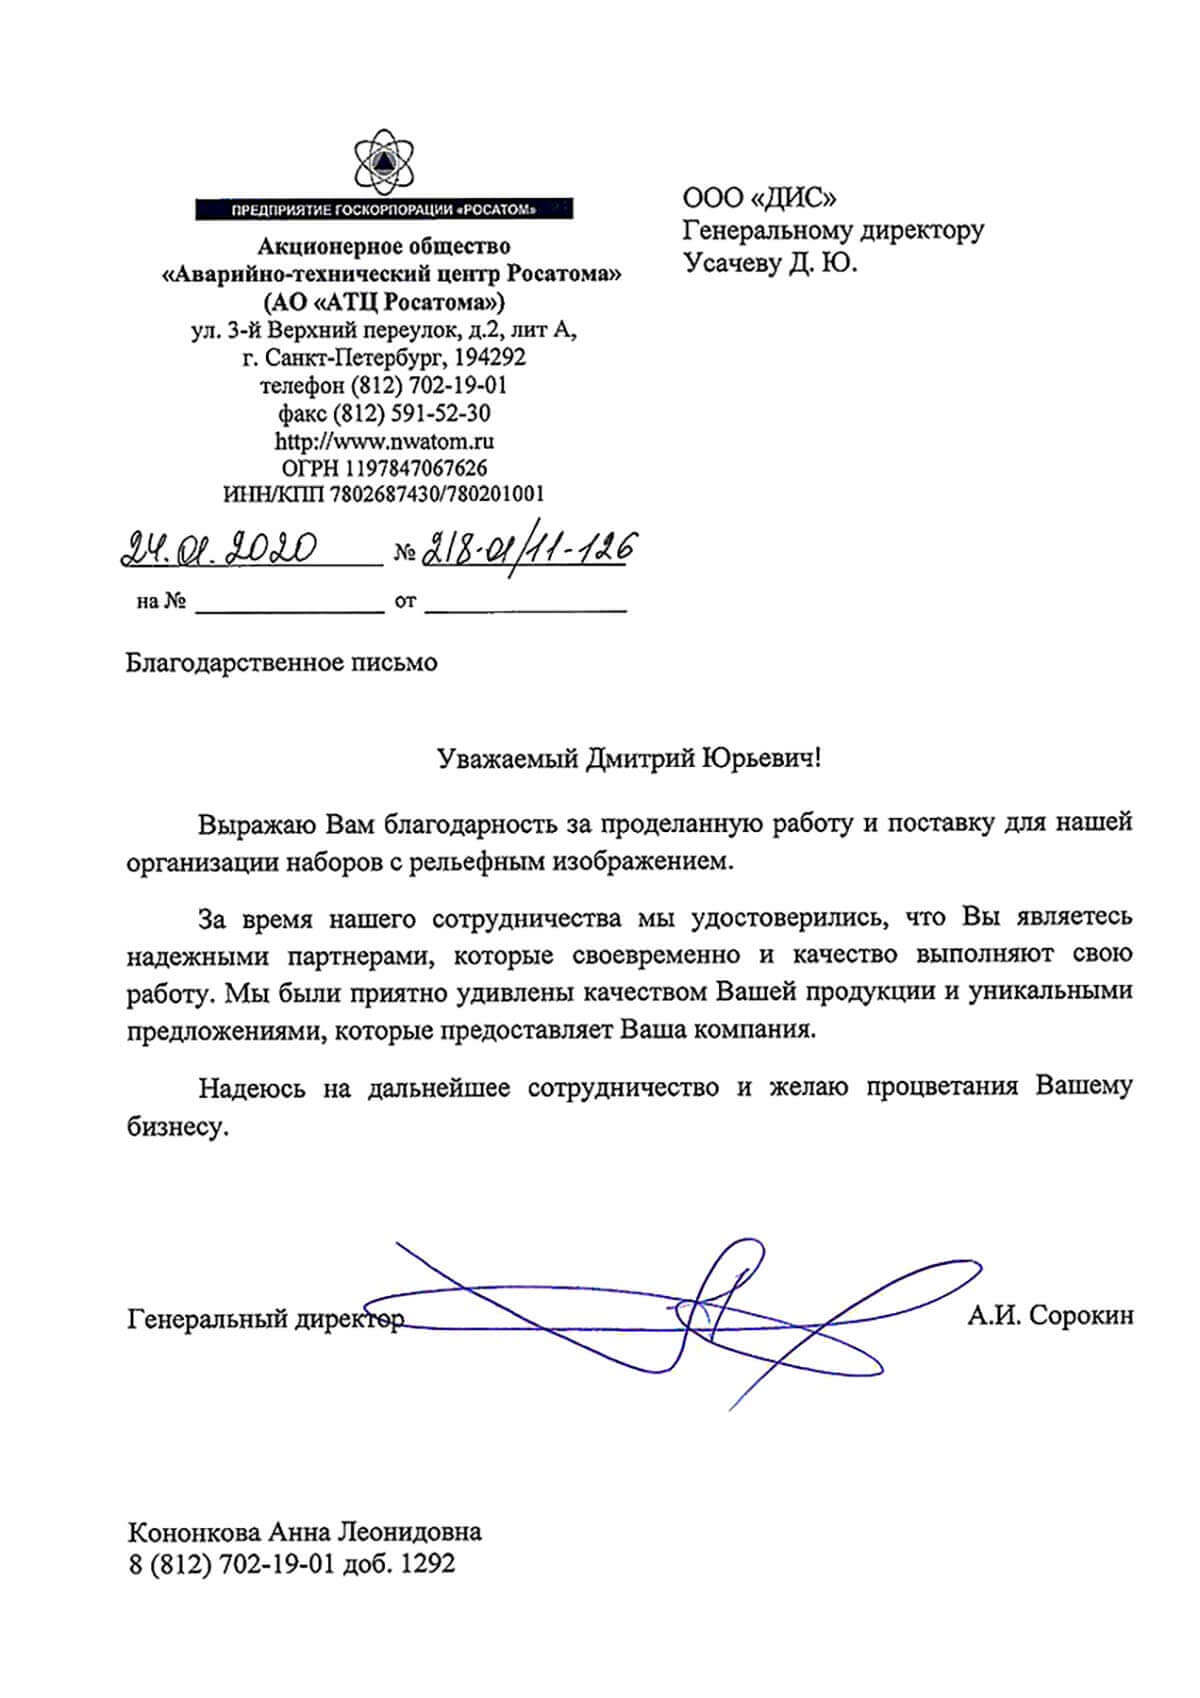 ПРЕДПРИЯТИЕ ГОСКОРПОРАЦИИ «РОСАТОМ»
Акционерное общество
«Аварийно-технический центр Росатома»
(АО «АТЦ Росатома»)
ул. 3-й Верхний переулок, д.2, лит А,
г. Санкт-Петербург, 194292
телефон (812) 702-19-01
факс (812) 591-52-30
http://www.nwatom.ru
ОГРН 1197847067626
ИНН/КПП 7802687430/780201001
24.01.2020 № 218-01/11-126
на № от
ООО «ДИС»
Генеральному директору
Усачеву Д. Ю.
Благодарственное письмо
Уважаемый Дмитрий Юрьевич!
Выражаю Вам благодарность за проделанную работу и поставку для нашей
организации наборов с рельефным изображением.
За время нашего сотрудничества мы удостоверились, что Вы являетесь
надежными партнерами, которые своевременно и качество выполняют свою
работу. Мы были приятно удивлены качеством Вашей продукции и уникальными
предложениями, которые предоставляет Ваша компания.
Надеюсь на дальнейшее сотрудничество и желаю процветания Вашему
бизнесу.
Генеральный директор А.И. Сорокин
Кононкова Анна Леонидовна
8 (812) 702-19-01 доб. 1292